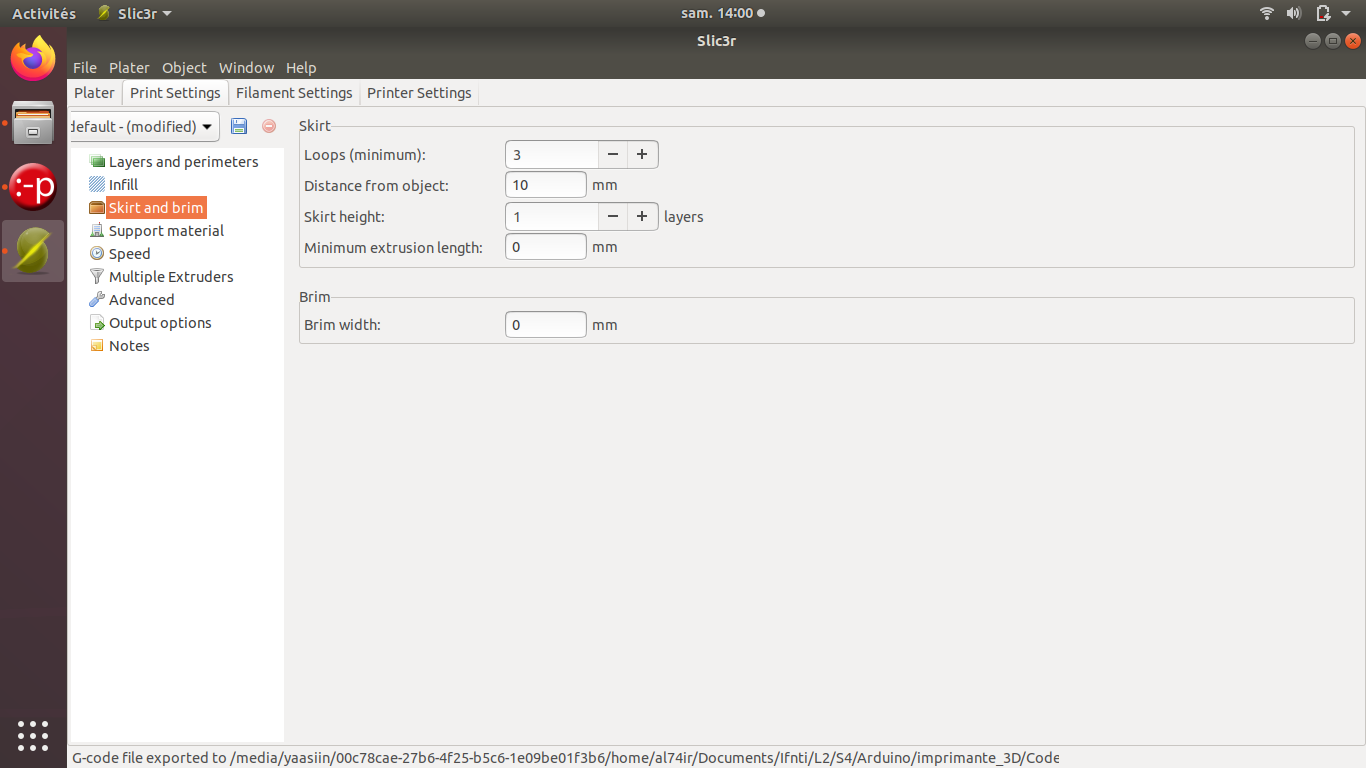 Activités Slic3r sam. 14:00
Slic3r
File Plater Object Window Help
Plater Print Settings Filament Settings Printer Settings
default - (modified)
Layers and perimeters
Infill
Skirt and brim
Support material
Speed
Multiple Extruders
Advanced
Output options
Notes
Skirt
Loops (minimum): 3 − +
Distance from object: 10 mm
Skirt height: 1 − + layers
Minimum extrusion length: 0 mm
Brim
Brim width: 0 mm
:-p
G-code file exported to /media/yaasiin/00c78cae-27b6-4f25-b5c6-1e09be01f3b6/home/al74ir/Documents/Ifnti/L2/S4/Arduino/imprimante_3D/Code